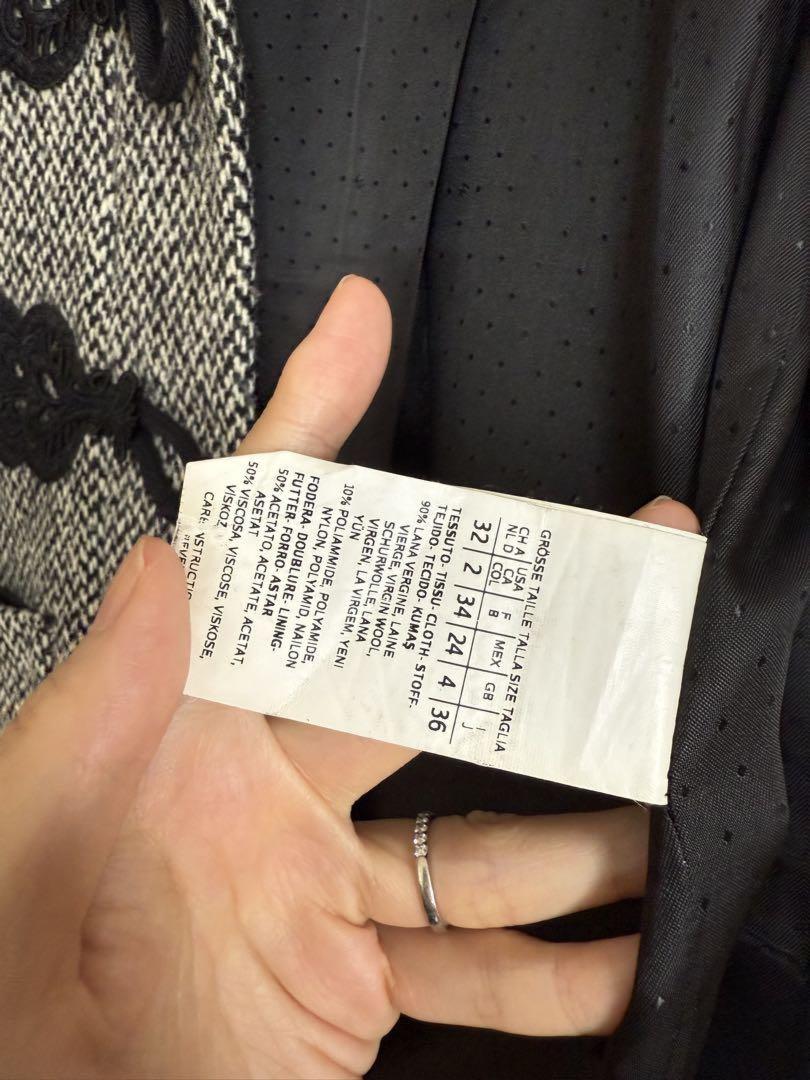 GRÖSSE TAILLE TALLA SIZE TAGLIA
CH A USA F MEX GB I
NL D CA B J
COL
32 2 34 24 4 36
TESSUTO- TISSU- CLOTH- STOFF-
TEJIDO- TECIDO- KUMAŞ
90% LANA VERGINE, LAINE
VIERGE, VIRGIN WOOL,
SCHURWOLLE, LANA
VIRGEN, LA VIRGEM, YENI
YÜN
10% POLIAMMIDE, POLYAMIDE,
NYLON, POLYAMID, NAILON
FODERA- DOUBLURE- LINING-
FUTTER- FORRO- ASTAR
50% ACETATO, ACETATE, ACETAT,
ASETAT
50% VISCOSA, VISCOSE, VISKOSE,
VISKOZ